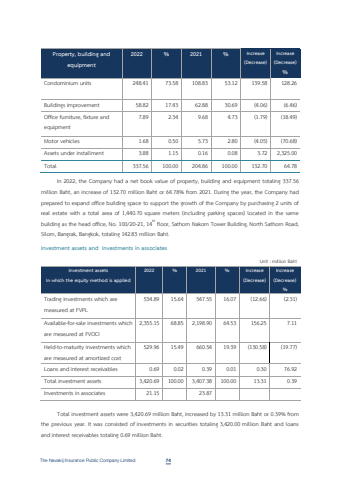 Property, building and equipment | 2022 | % | 2021 | % | Increase (Decrease) | Increase (Decrease) %
Condominium units | 248.41 | 73.58 | 108.83 | 53.12 | 139.58 | 128.26
Buildings improvement | 58.82 | 17.43 | 62.88 | 30.69 | (4.06) | (6.46)
Office furniture, fixture and equipment | 7.89 | 2.34 | 9.68 | 4.73 | (1.79) | (18.49)
Motor vehicles | 1.68 | 0.50 | 5.73 | 2.80 | (4.05) | (70.68)
Assets under installment | 3.88 | 1.15 | 0.16 | 0.08 | 3.72 | 2,325.00
Total | 337.56 | 100.00 | 204.86 | 100.00 | 132.70 | 64.78
In 2022, the Company had a net book value of property, building and equipment totaling 337.56
million Baht, an increase of 132.70 million Baht or 64.78% from 2021. During the year, the Company had
prepared to expand office building space to support the growth of the Company by purchasing 2 units of
real estate with a total area of 1,440.70 square meters (including parking spaces) located in the same
building as the head office, No. 100/20-21, 14th floor, Sathorn Nakorn Tower Building, North Sathorn Road,
Silom, Bangrak, Bangkok, totaling 142.83 million Baht.
Investment assets and investments in associates
Unit : million Baht
Investment assets in which the equity method is applied | 2022 | % | 2021 | % | Increase (Decrease) | Increase (Decrease) %
Trading investments which are measured at FVPL | 534.89 | 15.64 | 547.55 | 16.07 | (12.66) | (2.31)
Available-for-sale investments which are measured at FVOCI | 2,355.15 | 68.85 | 2,198.90 | 64.53 | 156.25 | 7.11
Held-to-maturity investments which are measured at amortized cost | 529.96 | 15.49 | 660.54 | 19.39 | (130.58) | (19.77)
Loans and interest receivables | 0.69 | 0.02 | 0.39 | 0.01 | 0.30 | 76.92
Total investment assets | 3,420.69 | 100.00 | 3,407.38 | 100.00 | 13.31 | 0.39
Investments in associates | 21.15 | 23.87
Total investment assets were 3,420.69 million Baht, increased by 13.31 million Baht or 0.39% from
the previous year. It was consisted of investments in securities totaling 3,420.00 million Baht and loans
and interest receivables totaling 0.69 million Baht.
The Navakij Insurance Public Company Limited 74